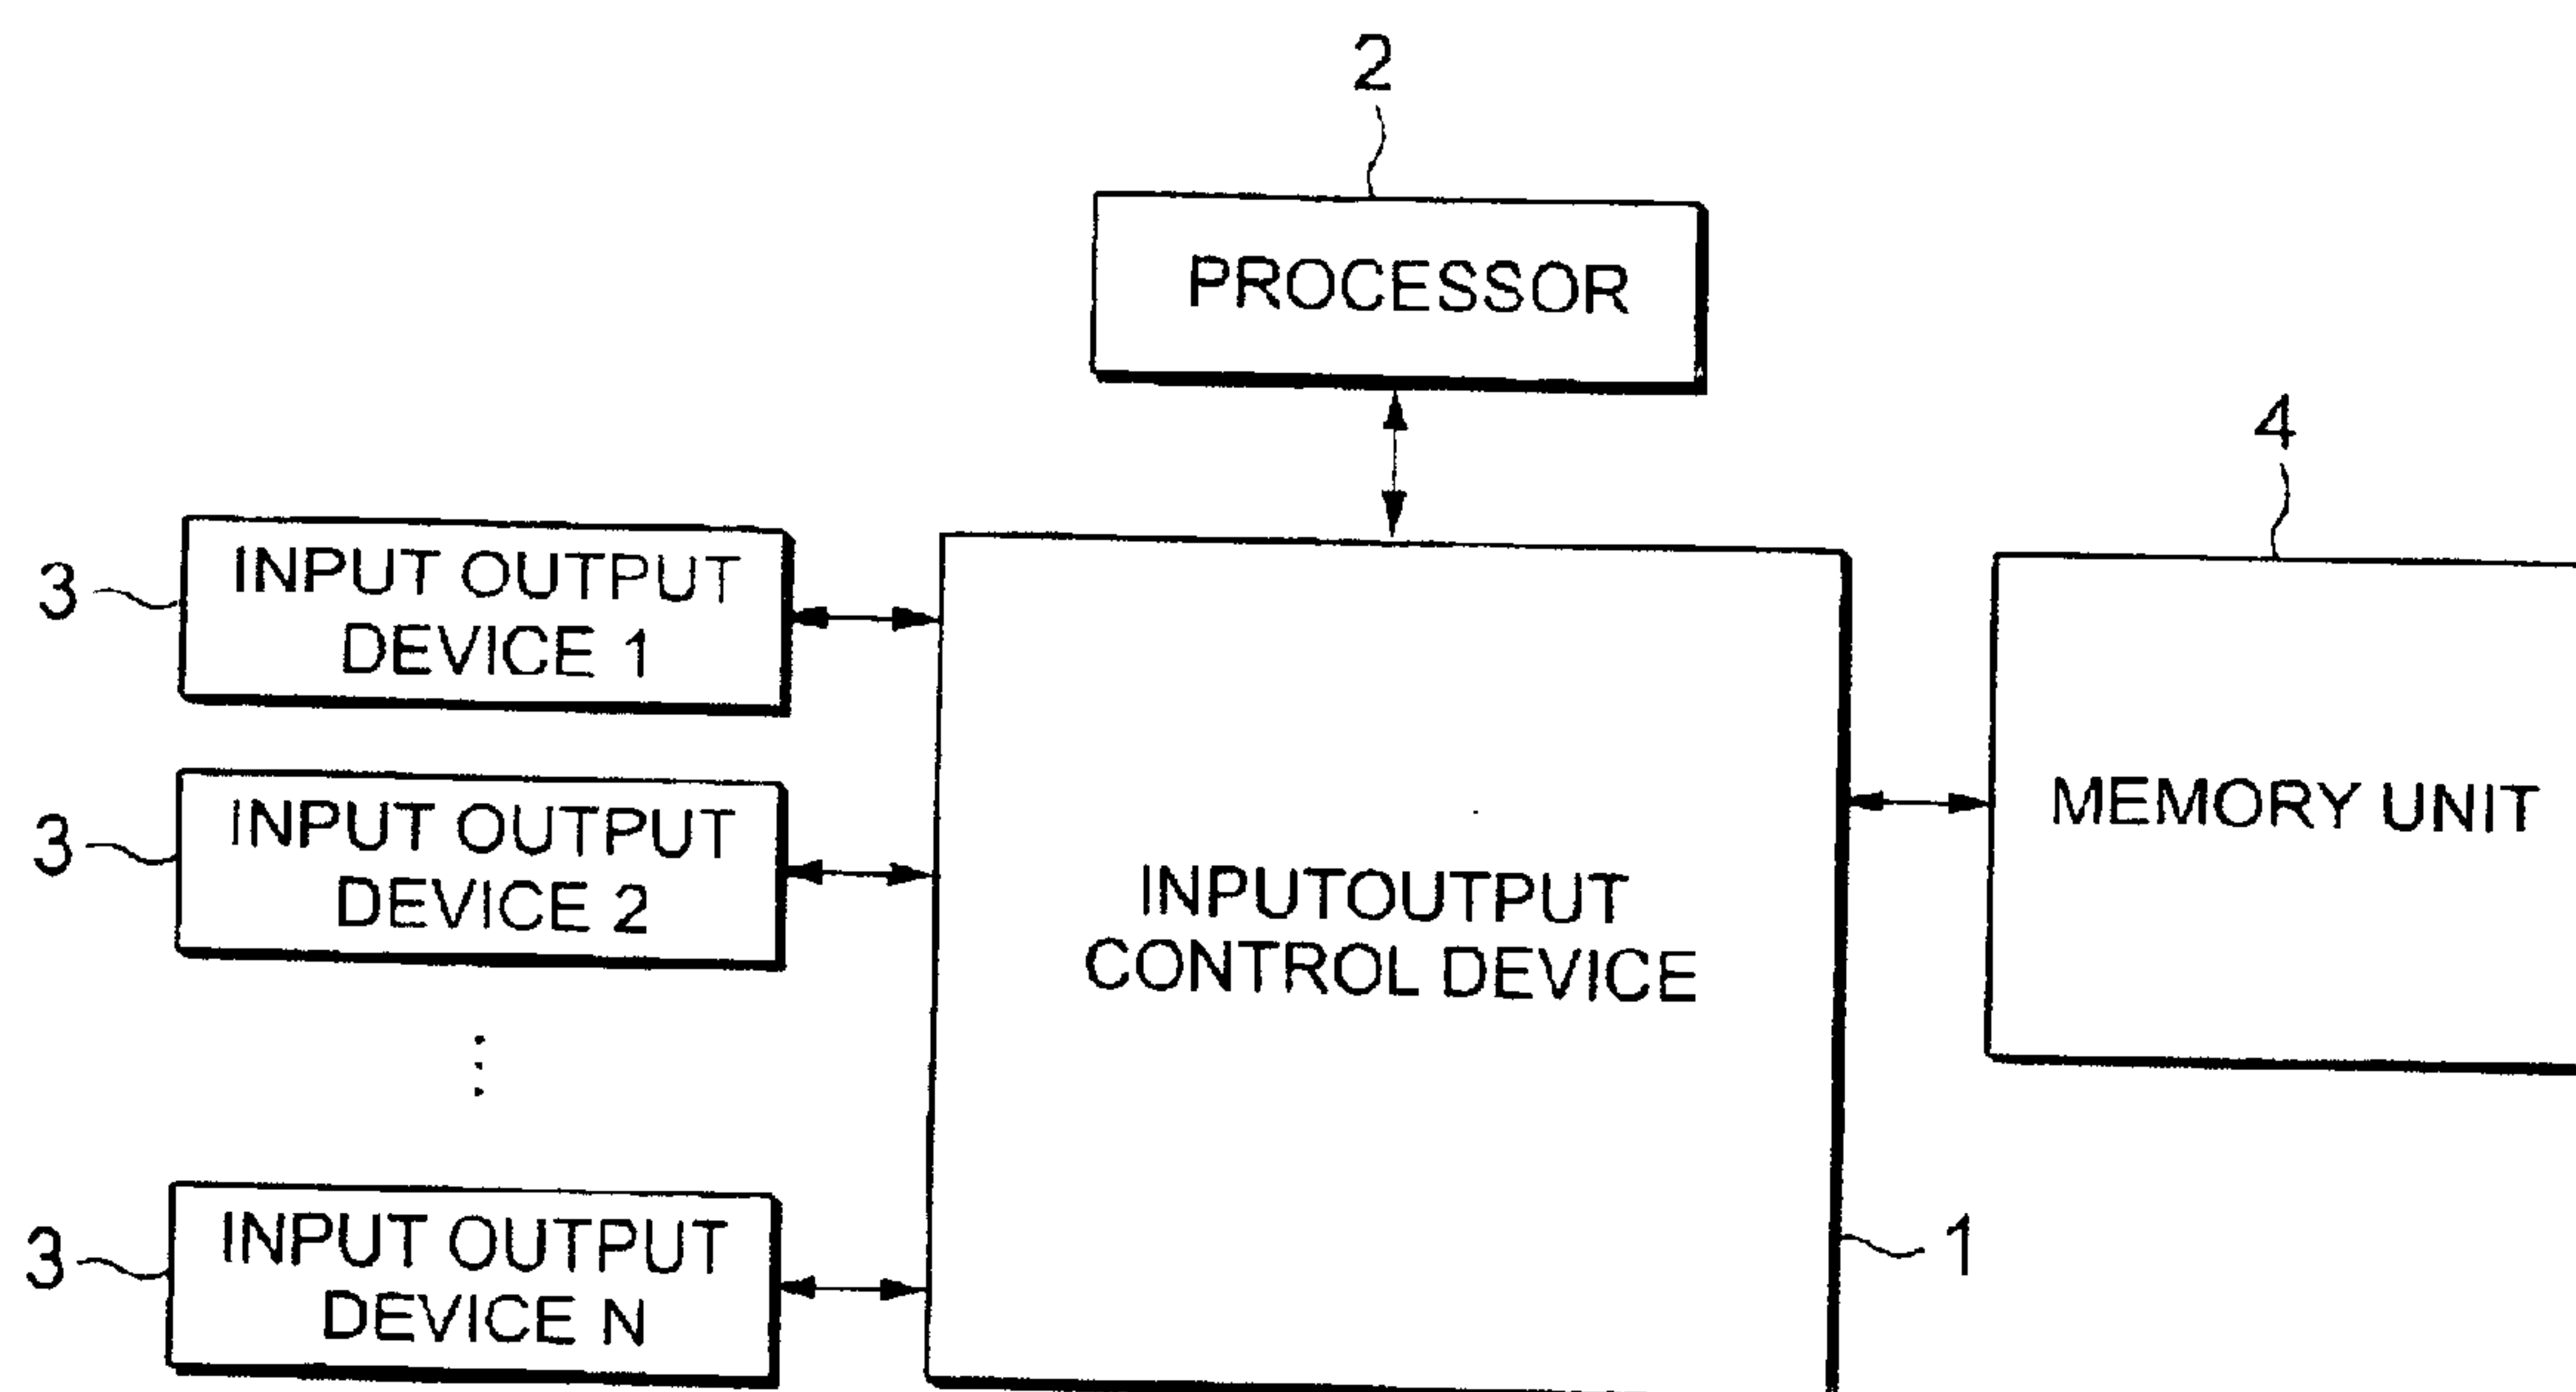 2
PROCESSOR
4
3
INPUT OUTPUT
DEVICE 1
3
INPUT OUTPUT
DEVICE 2
MEMORY UNIT
INPUTOUTPUT
CONTROL DEVICE
3
INPUT OUTPUT
DEVICE N
1